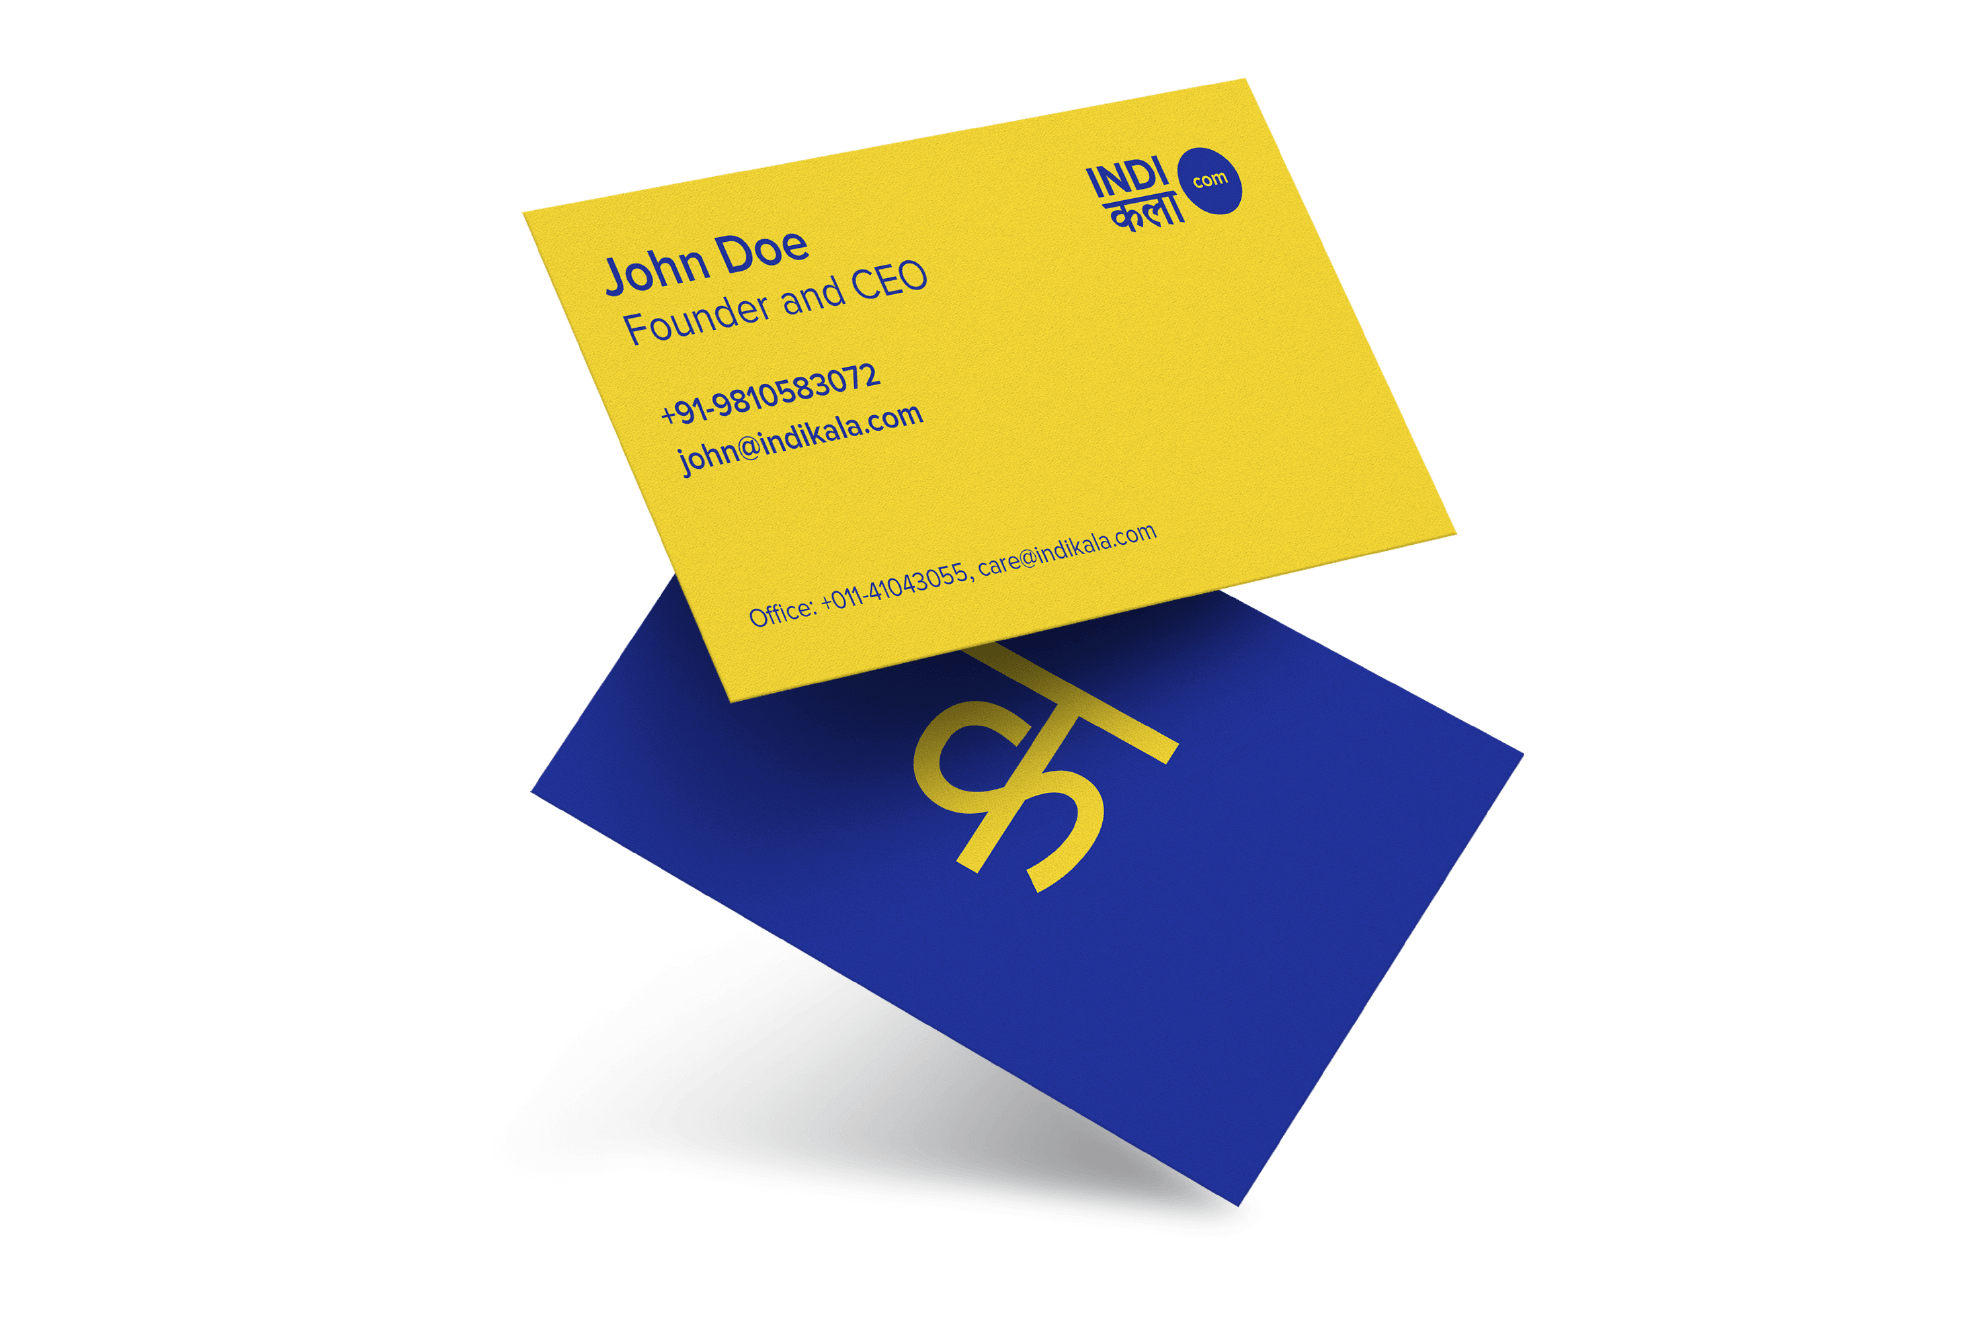 INDI
कला
com
John Doe
Founder and CEO
+91-9810583072
john@indikala.com
Office: +011-41043055, care@indikala.com
क